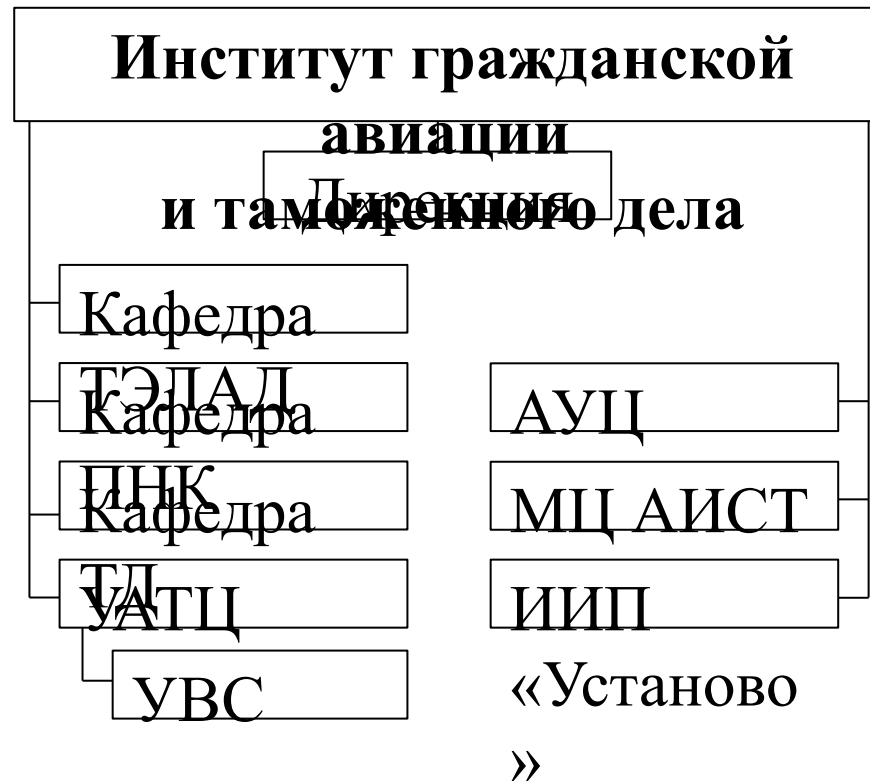 Институт гражданской
авиации
и таможенного дела
Дирекция
Кафедра
ТЭЛАД
Кафедра
ПНК
Кафедра
ТД
УАТЦ
УВС
АУЦ
МЦ АИСТ
ИИП
«Установо
»